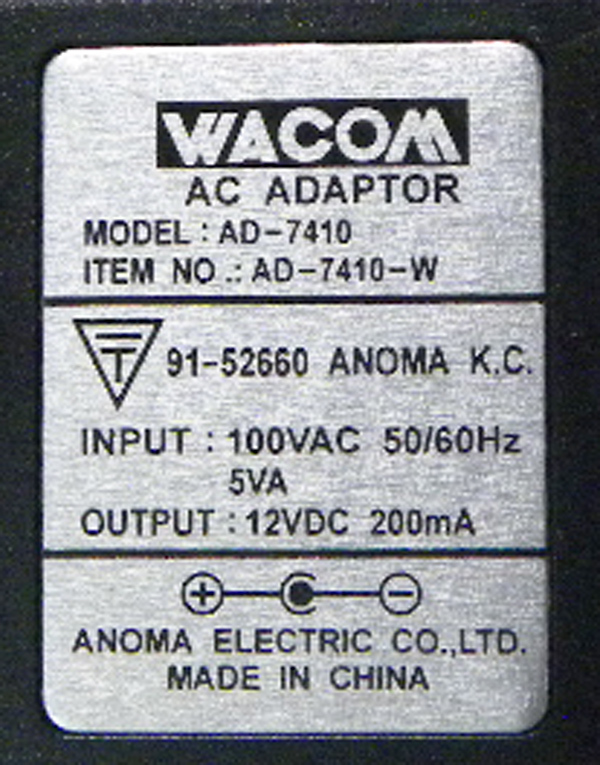 WACOM
AC ADAPTOR
MODEL : AD-7410
ITEM NO .: AD-7410-W
T 91-52660 ANOMA K.C.
INPUT : 100VAC 50/60Hz
5VA
OUTPUT : 12VDC 200mA
ANOMA ELECTRIC CO.,LTD.
MADE IN CHINA